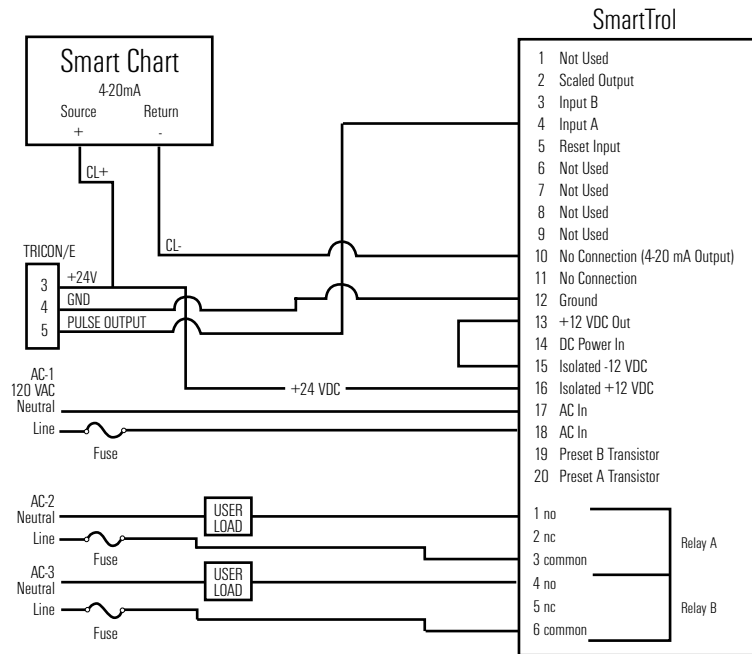 SmartTrol
Smart Chart
4-20mA
Source Return
+ -
CL+
CL-
TRICON/E
3 +24V
4 GND
5 PULSE OUTPUT
+24 VDC
AC-1
120 VAC
Neutral
Line
Fuse
AC-2
Neutral
Line
Fuse
USER
LOAD
AC-3
Neutral
Line
Fuse
USER
LOAD
1 Not Used
2 Scaled Output
3 Input B
4 Input A
5 Reset Input
6 Not Used
7 Not Used
8 Not Used
9 Not Used
10 No Connection (4-20 mA Output)
11 No Connection
12 Ground
13 +12 VDC Out
14 DC Power In
15 Isolated -12 VDC
16 Isolated +12 VDC
17 AC In
18 AC In
19 Preset B Transistor
20 Preset A Transistor
1 no
2 nc
3 common
Relay A
4 no
5 nc
6 common
Relay B